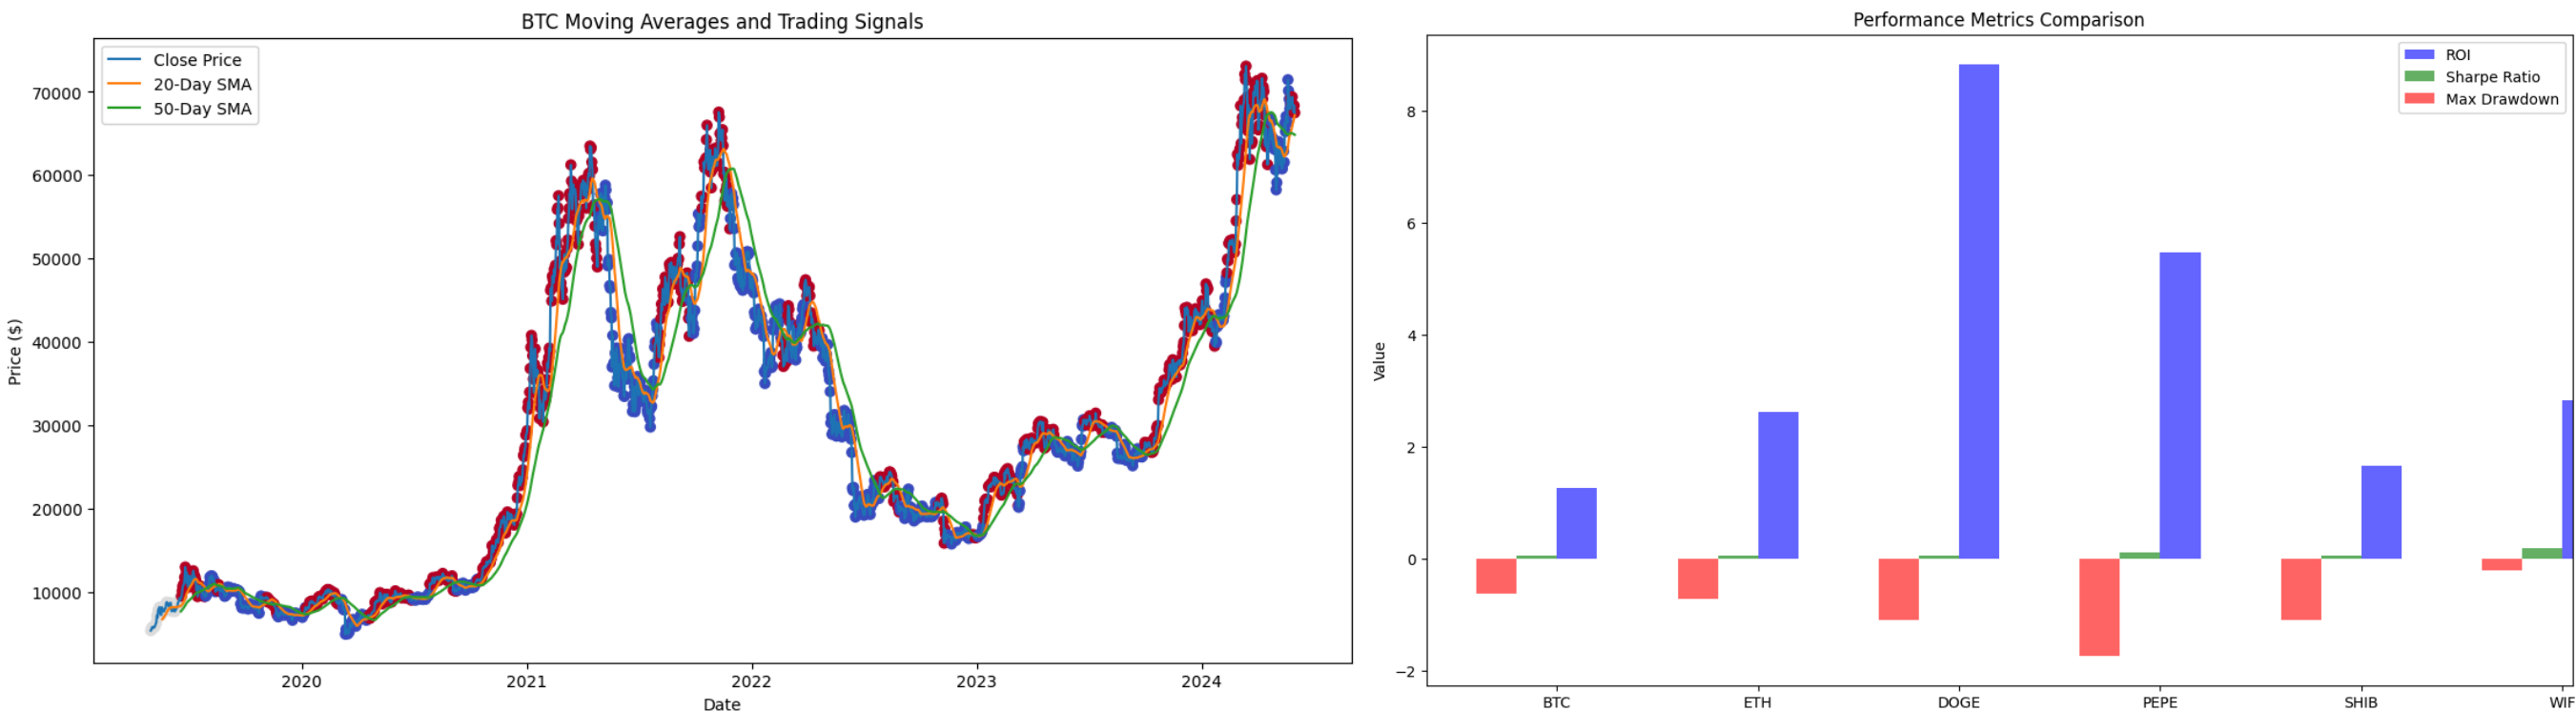 BTC Moving Averages and Trading Signals
Close Price
20-Day SMA
50-Day SMA
70000
60000
50000
40000
30000
20000
10000
Price ($)
2020 2021 2022 2023 2024
Date
Performance Metrics Comparison
ROI
Sharpe Ratio
Max Drawdown
8
6
4
2
0
−2
Value
BTC ETH DOGE PEPE SHIB WIF